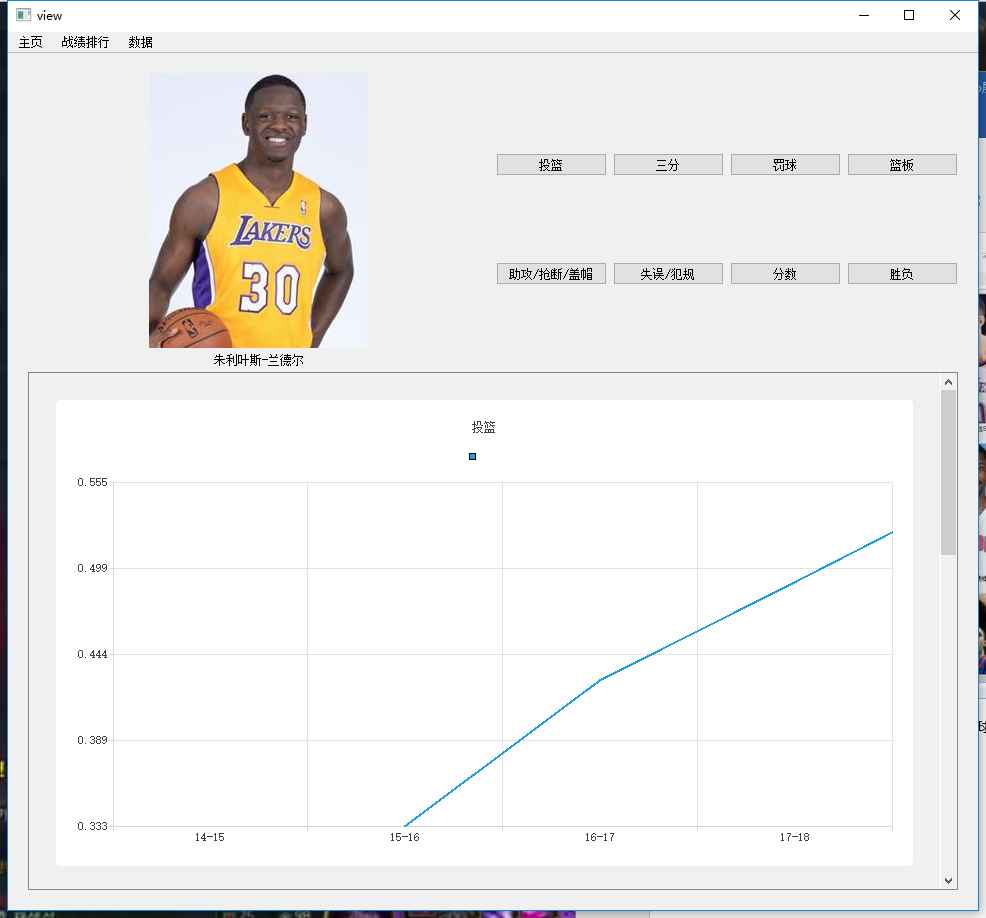 view
主页 战绩排行 数据
LAKERS
30
朱利叶斯-兰德尔
投篮 三分 罚球 篮板
助攻/抢断/盖帽 失误/犯规 分数 胜负
投篮
0.555
0.499
0.444
0.389
0.333
14-15 15-16 16-17 17-18
球